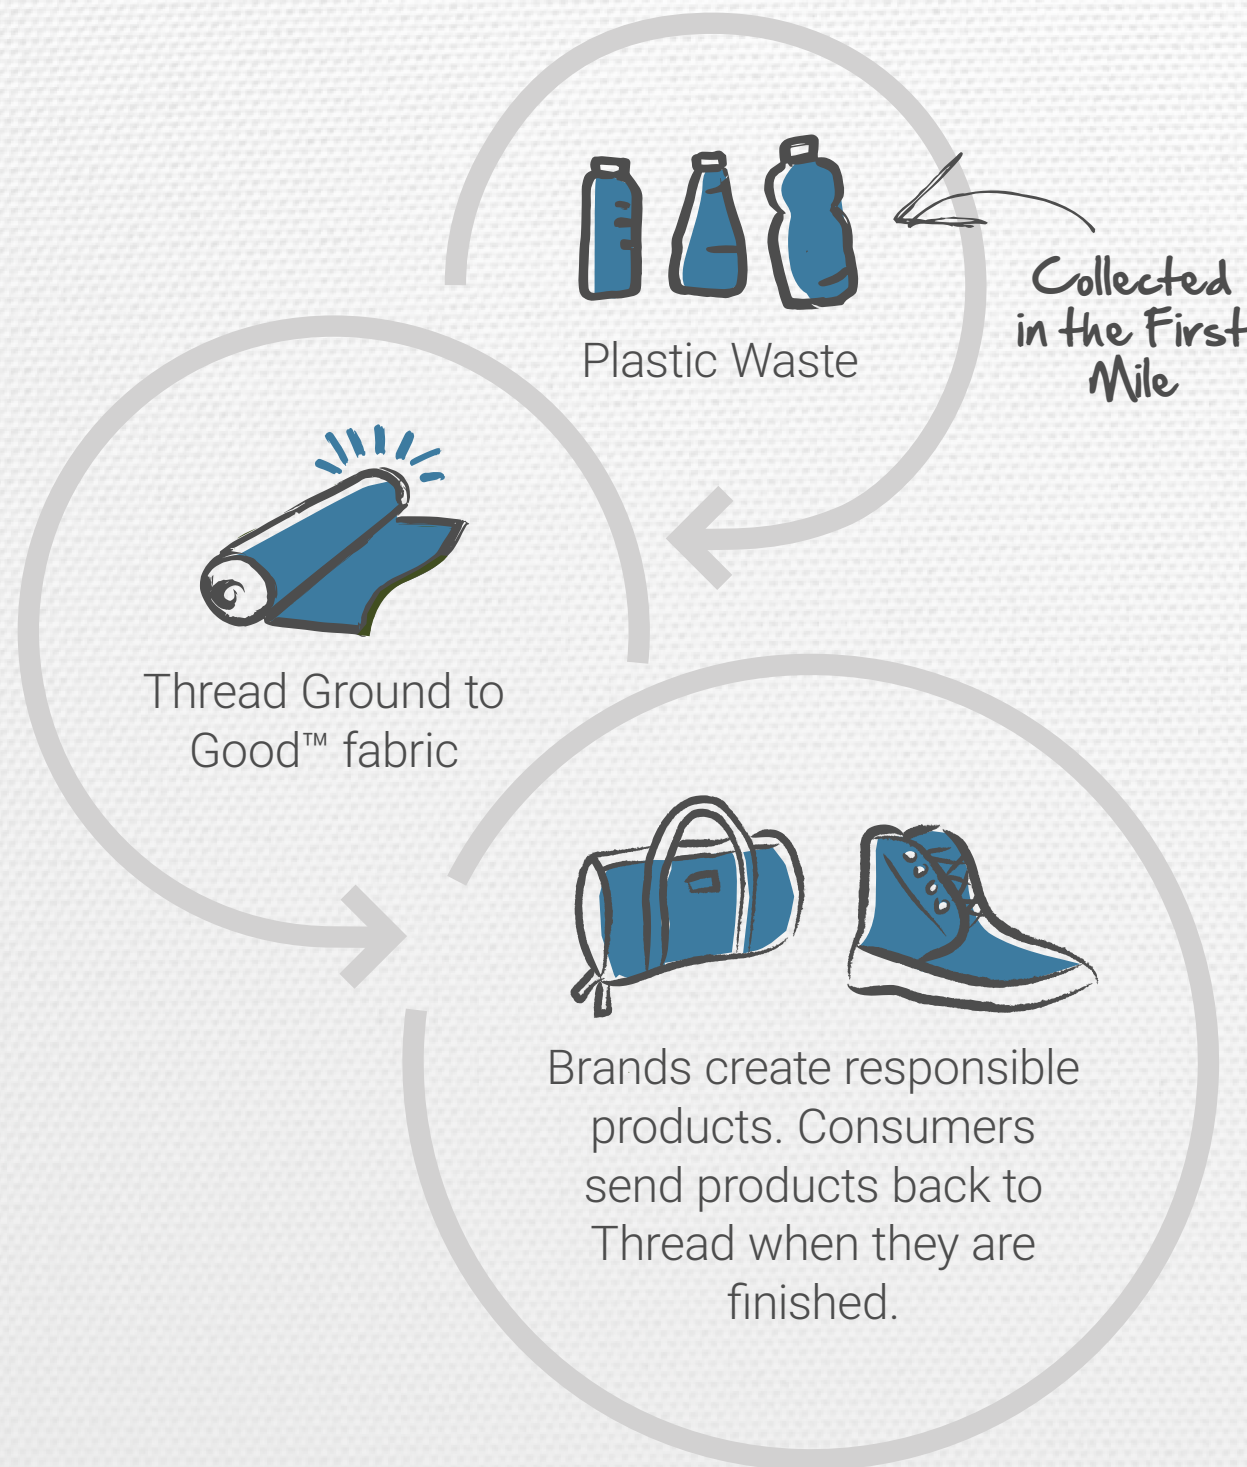 Collected
in the First
Mile
Plastic Waste
Thread Ground to
Good™ fabric
Brands create responsible
products. Consumers
send products back to
Thread when they are
finished.